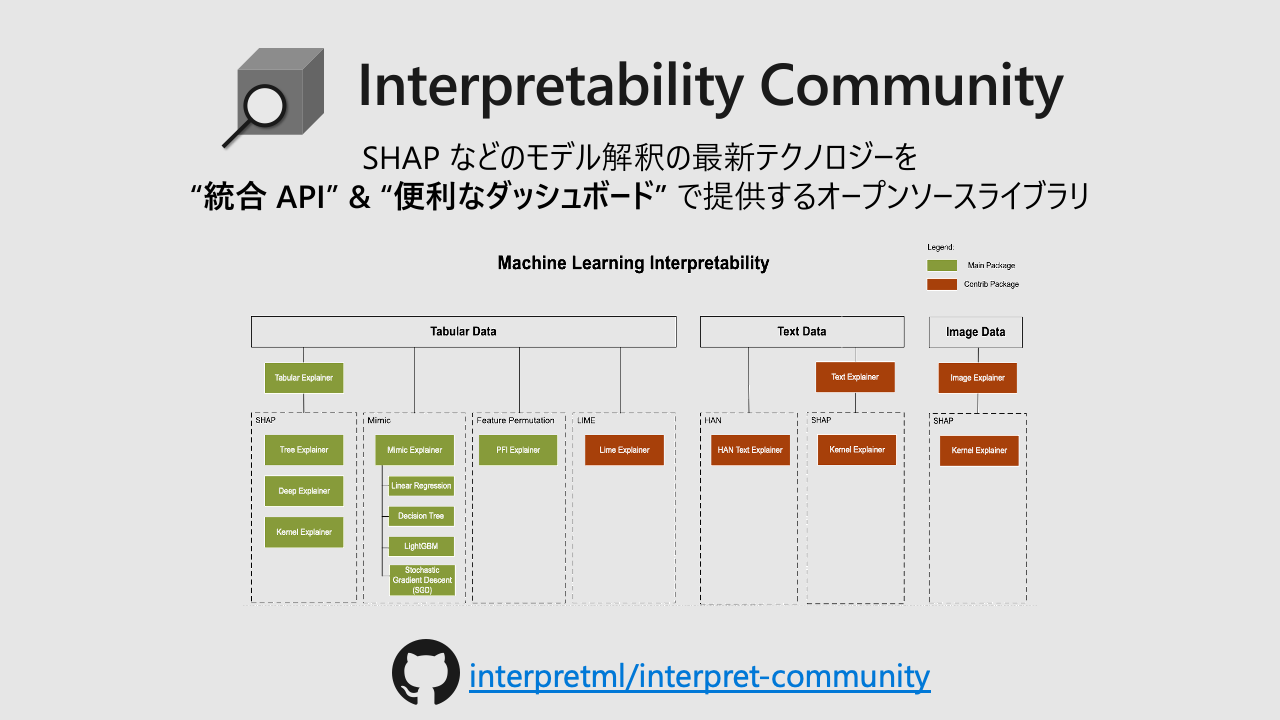 Interpretability Community
SHAP などのモデル解釈の最新テクノロジーを
“統合 API” & “便利なダッシュボード” で提供するオープンソースライブラリ
Machine Learning Interpretability
Legend:
Main Package
Contrib Package
Tabular Data
Text Data
Image Data
Tabular Explainer
Text Explainer
Image Explainer
SHAP
Tree Explainer
Deep Explainer
Kernel Explainer
Mimic
Mimic Explainer
Linear Regression
Decision Tree
LightGBM
Stochastic
Gradient Descent
(SGD)
Feature Permutation
PFI Explainer
LIME
Lime Explainer
HAN
HAN Text Explainer
SHAP
Kernel Explainer
SHAP
Kernel Explainer
interpretml/interpret-community